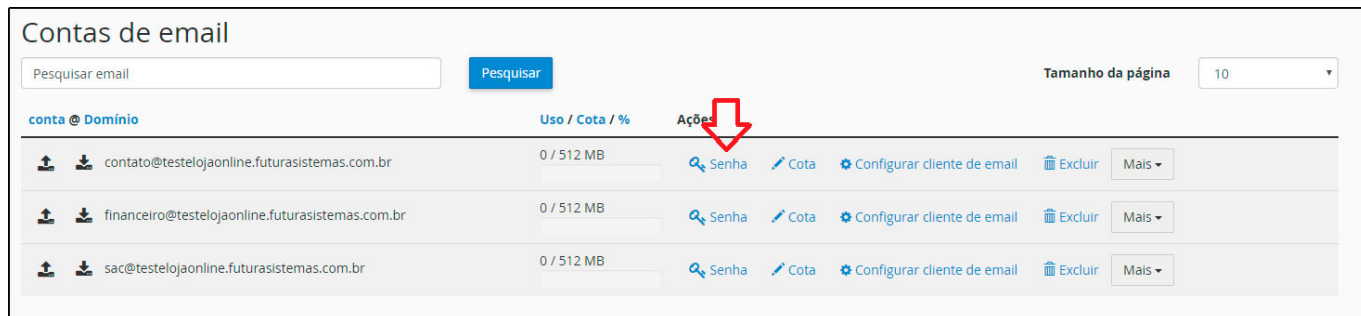 Contas de email
Pesquisar email Pesquisar Tamanho da página 10
conta @ Domínio Uso / Cota / % Ações
contato@testelojaonline.futurasistemas.com.br 0 / 512 MB Senha Cota Configurar cliente de email Excluir Mais
financeiro@testelojaonline.futurasistemas.com.br 0 / 512 MB Senha Cota Configurar cliente de email Excluir Mais
sac@testelojaonline.futurasistemas.com.br 0 / 512 MB Senha Cota Configurar cliente de email Excluir Mais